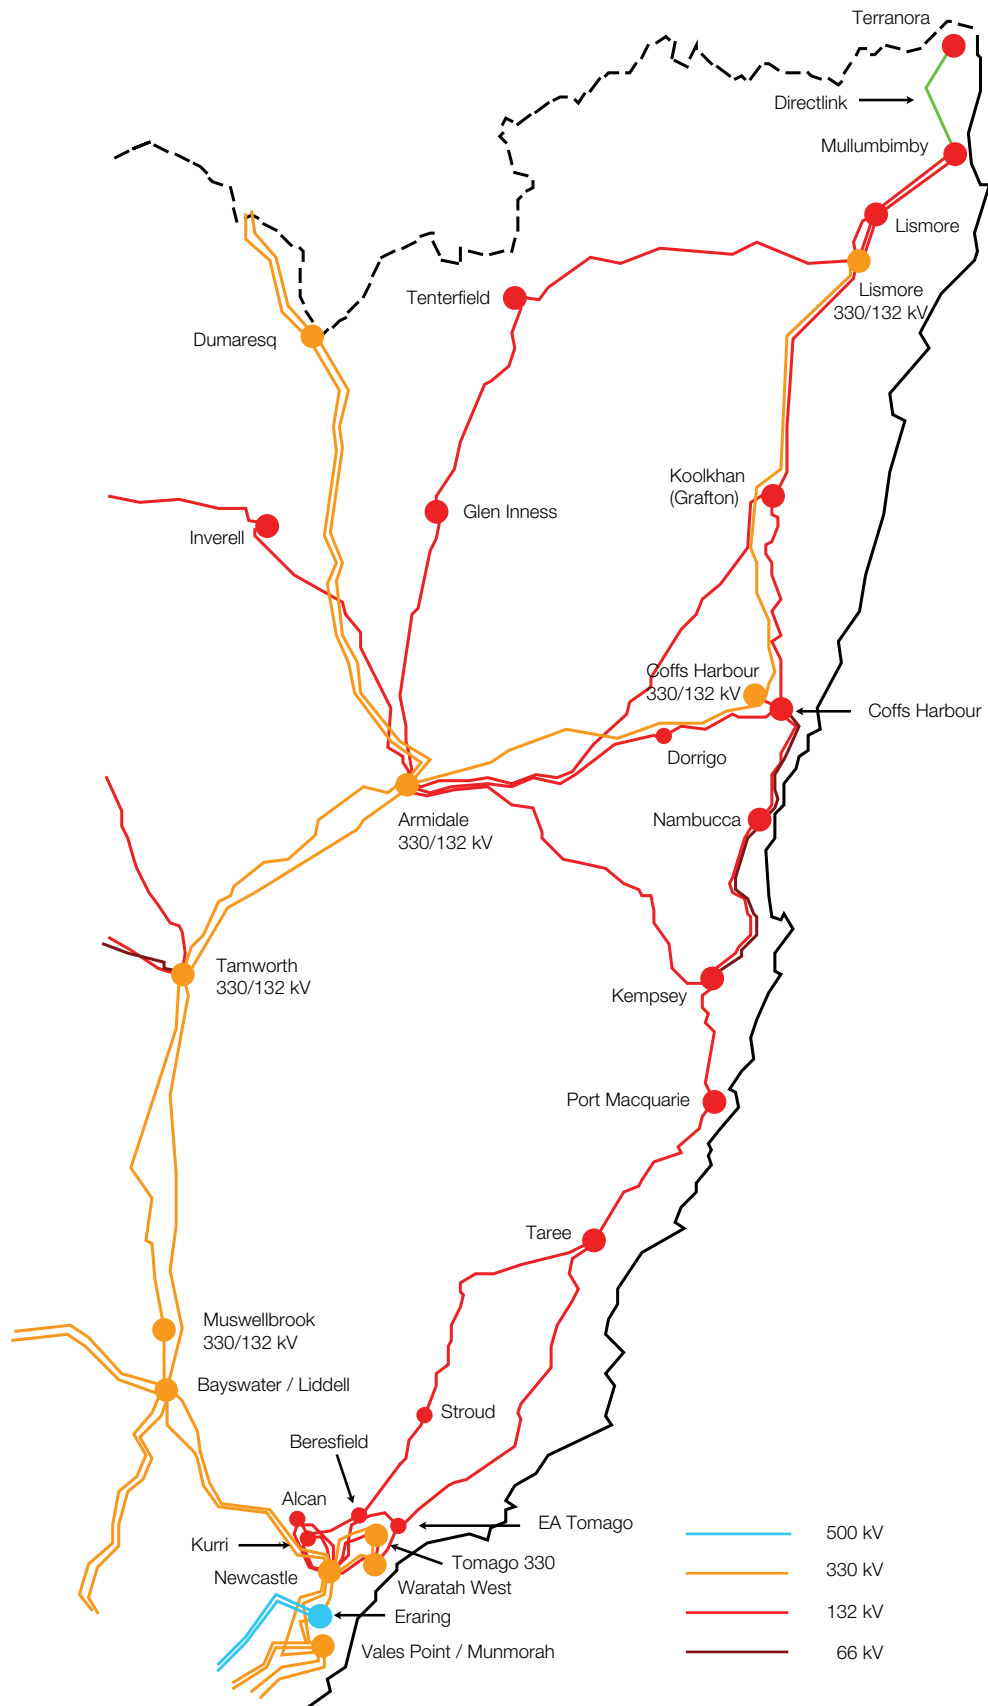 Terranora
Directlink
Mullumbimby
Lismore
Lismore
330/132 kV
Tenterfield
Dumaresq
Koolkhan
(Grafton)
Glen Inness
Inverell
Coffs Harbour
330/132 kV
Coffs Harbour
Dorrigo
Armidale
330/132 kV
Nambucca
Tamworth
330/132 kV
Kempsey
Port Macquarie
Taree
Muswellbrook
330/132 kV
Bayswater / Liddell
Stroud
Beresfield
Alcan
EA Tomago
Kurri
Tomago 330
Newcastle
Waratah West
Eraring
Vales Point / Munmorah
500 kV
330 kV
132 kV
66 kV